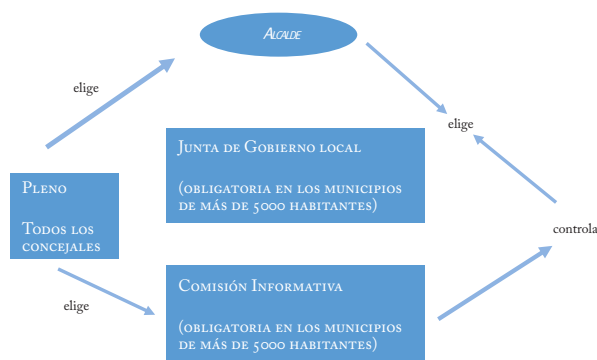 Alcalde
elige
elige
Junta de Gobierno local
(obligatoria en los municipios
de más de 5000 habitantes)
Pleno
Todos los
concejales
controla
Comisión Informativa
(obligatoria en los municipios
de más de 5000 habitantes)
elige